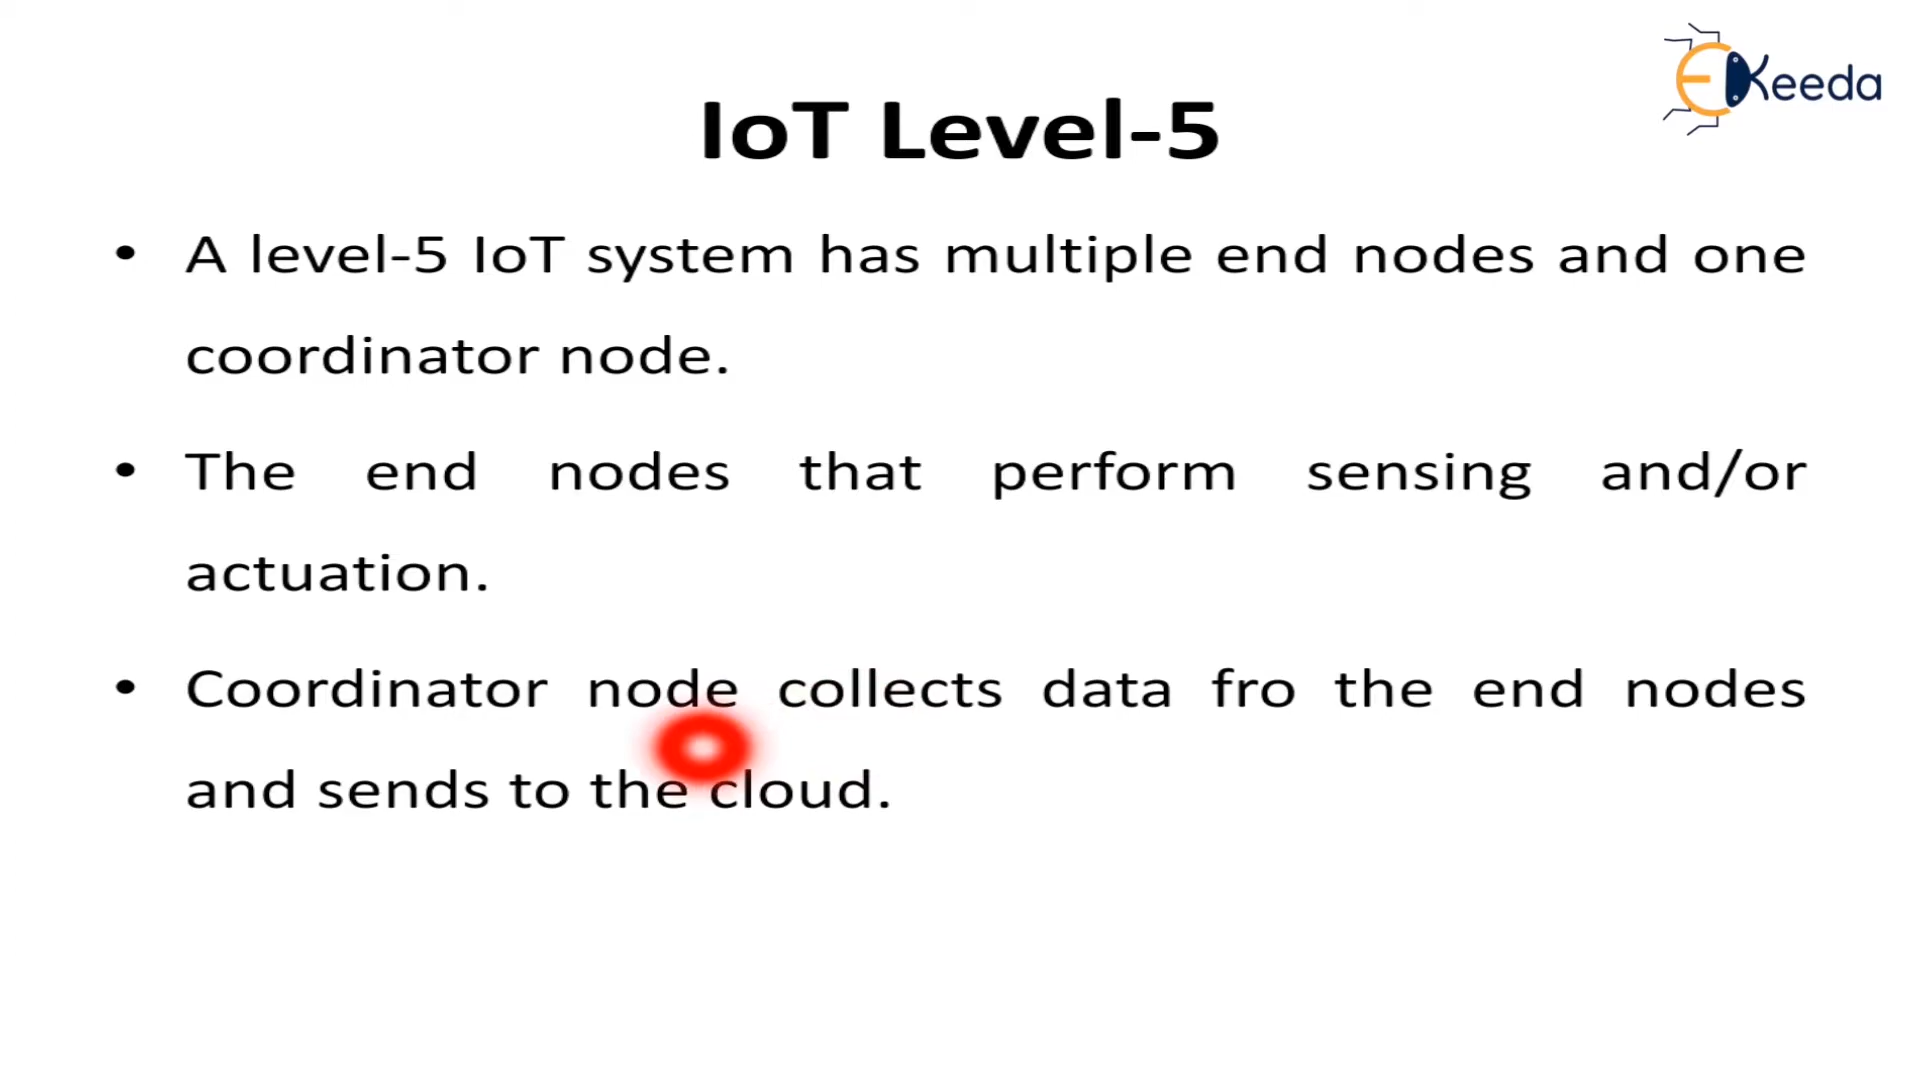 EKeeda
IoT Level-5
• A level-5 IoT system has multiple end nodes and one
coordinator node.
• The end nodes that perform sensing and/or
actuation.
• Coordinator node collects data fro the end nodes
and sends to the cloud.